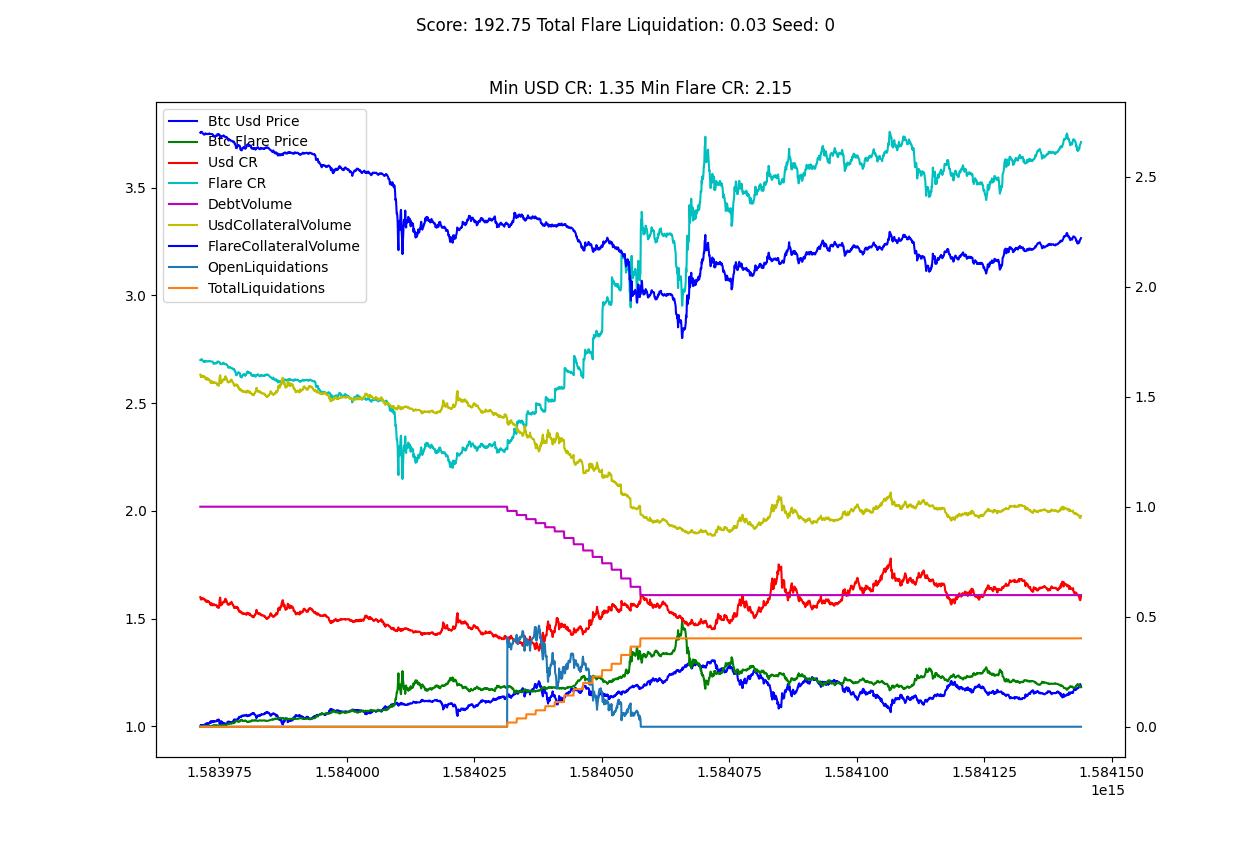 Score: 192.75 Total Flare Liquidation: 0.03 Seed: 0
Min USD CR: 1.35 Min Flare CR: 2.15
Btc Usd Price
Btc Flare Price
Usd CR
Flare CR
DebtVolume
UsdCollateralVolume
FlareCollateralVolume
OpenLiquidations
TotalLiquidations
3.5
3.0
2.5
2.0
1.5
1.0
2.5
2.0
1.5
1.0
0.5
0.0
1.583975 1.584000 1.584025 1.584050 1.584075 1.584100 1.584125 1.584150
1e15